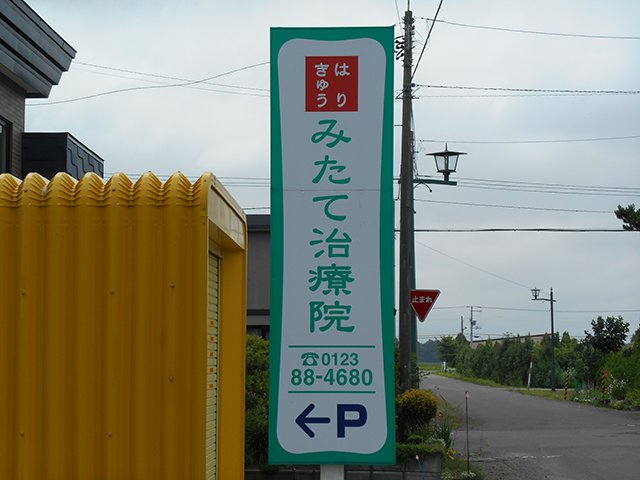 はり
きゅう
みたて治療院
☎0123
88-4680
←P
止まれ